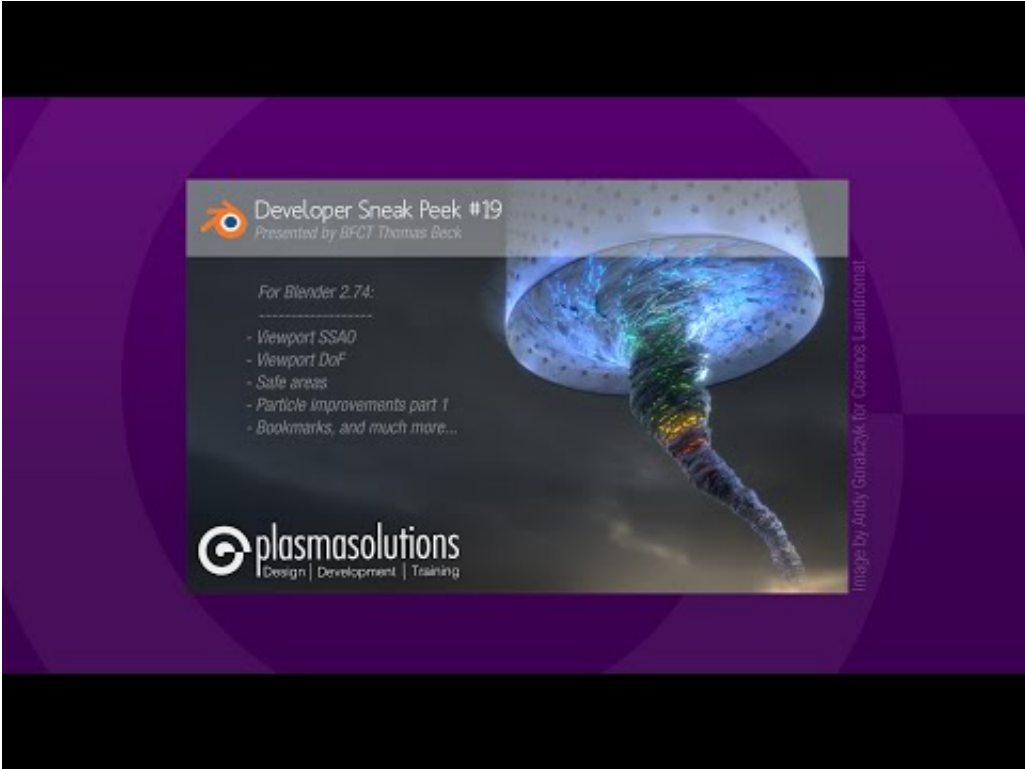 Developer Sneak Peek #19
Presented by BFCT Thomas Beck
For Blender 2.74:
------------------
- Viewport SSAO
- Viewport DoF
- Safe areas
- Particle improvements part 1
- Bookmarks, and much more...
plasmasolutions
Design | Development | Training
Image by Andy Goralczyk for Cosmos Laundromat